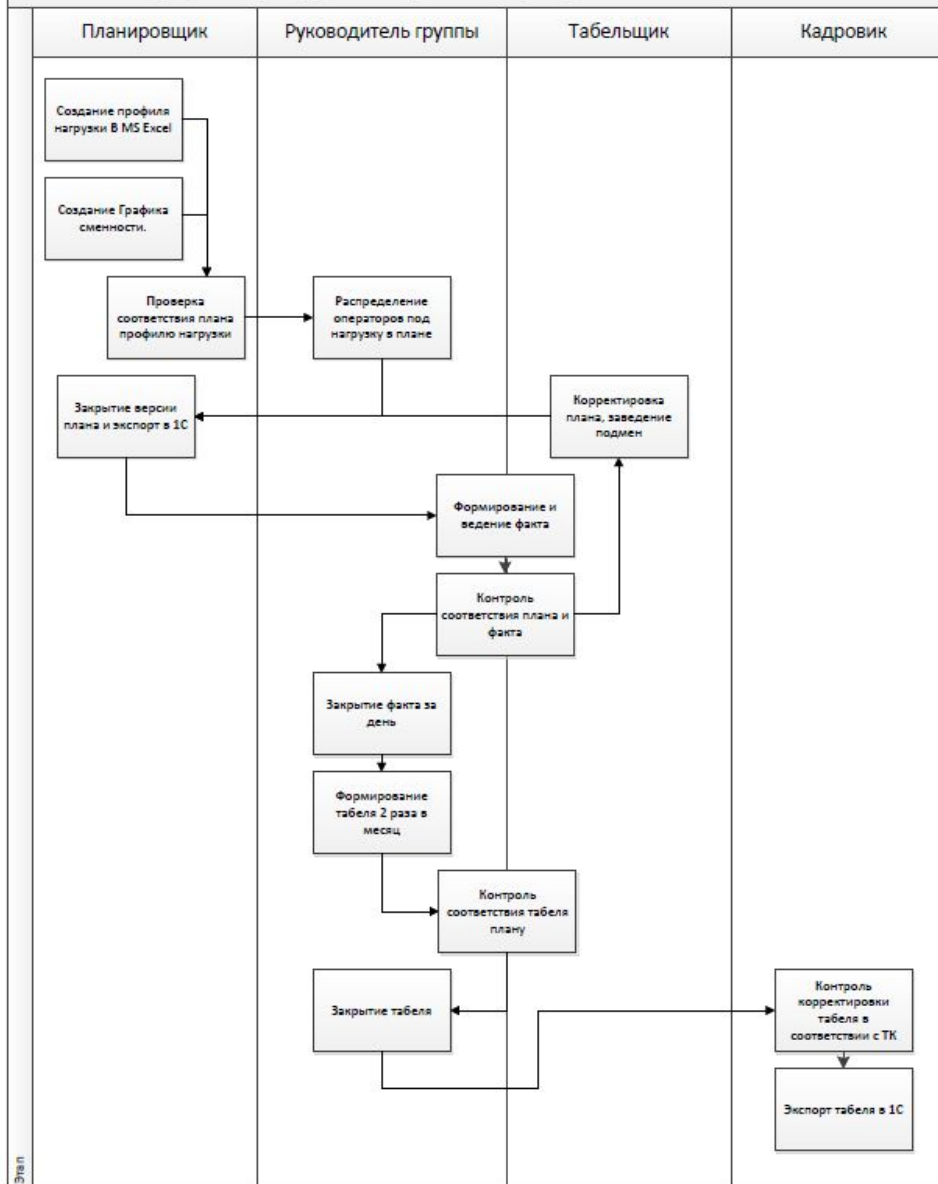 Планировщик
Руководитель группы
Табельщик
Кадровик
Создание профиля
нагрузки В MS Excel
Создание Графика
сменности.
Проверка
соответствия плана
профилю нагрузки
Распределение
операторов под
нагрузку в плане
Закрытие версии
плана и экспорт в 1С
Корректировка
плана, заведение
подмен
Формирование и
ведение факта
Контроль
соответствия плана и
факта
Закрытие факта за
день
Формирование
табеля 2 раза в
месяц
Контроль
соответствия табеля
плану
Закрытие табеля
Контроль
корректировки
табеля в
соответствии с ТК
Экспорт табеля в 1С
Этап